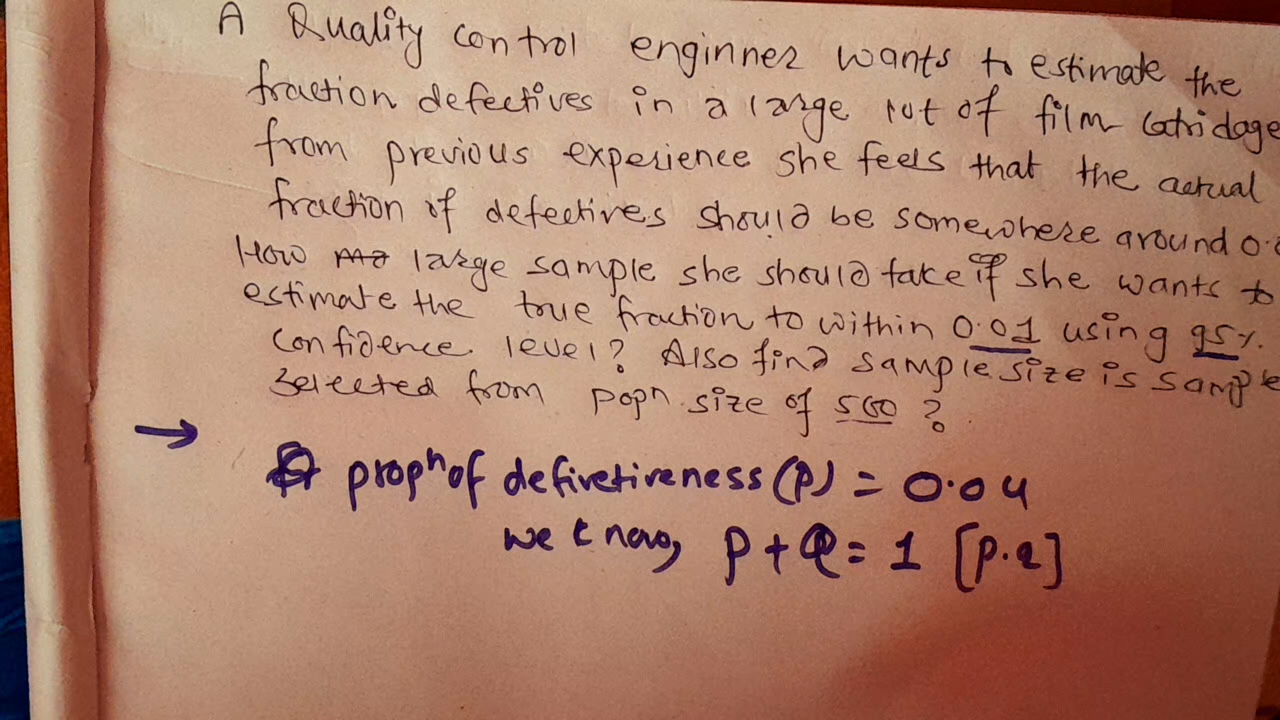 A Quality control enginner wants to estimate the
fraction defectives in a large lot of film catridage
from previous experience she feels that the actual
fraction of defectives should be somewhere around
How large sample she should take if she wants to
estimate the true fraction to within 0.01 using 95%.
Confidence level? Also find sample size is sample
selected from popn size of 500 ?
→ propn of defiretiveness (P) = 0.04
we know, P + Q = 1 [p.q]